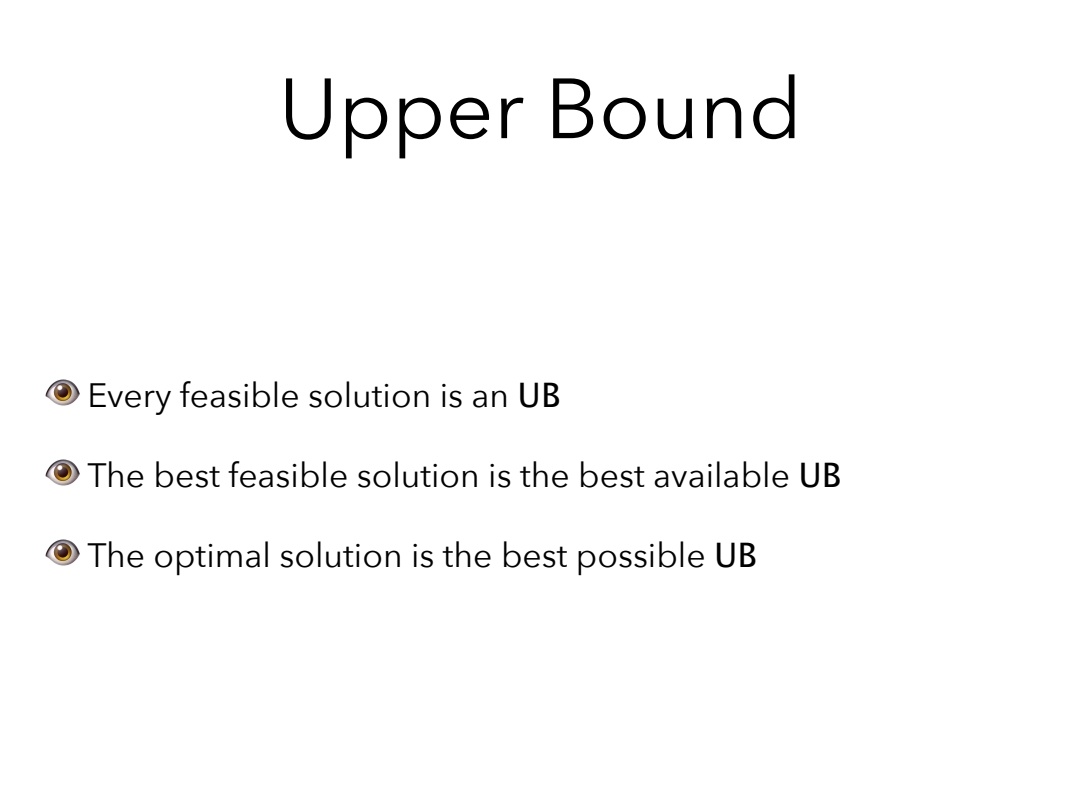 Upper Bound
👁 Every feasible solution is an UB
👁 The best feasible solution is the best available UB
👁 The optimal solution is the best possible UB